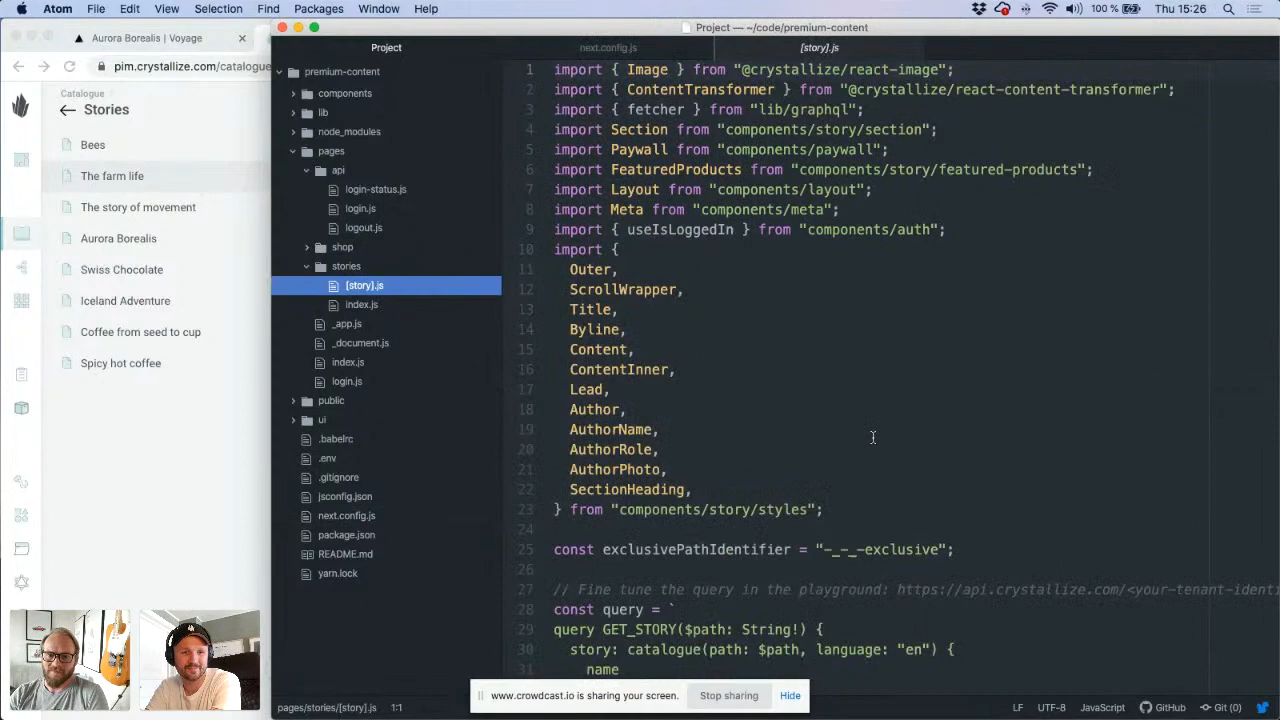 Atom File Edit View Selection Find Packages Window Help
100 % Thu 15:26
Aurora Borealis | Voyage
Project — ~/code/premium-content
pim.crystallize.com/catalogue
Catalogue
Stories
Bees
The farm life
The story of movement
Aurora Borealis
Swiss Chocolate
Iceland Adventure
Coffee from seed to cup
Spicy hot coffee
Project
premium-content
components
lib
node_modules
pages
api
login-status.js
login.js
logout.js
shop
stories
[story].js
index.js
_app.js
_document.js
index.js
login.js
public
ui
.babelrc
.env
.gitignore
jsconfig.json
next.config.js
package.json
README.md
yarn.lock
next.config.js
[story].js
1 import { Image } from "@crystallize/react-image";
2 import { ContentTransformer } from "@crystallize/react-content-transformer";
3 import { fetcher } from "lib/graphql";
4 import Section from "components/story/section";
5 import Paywall from "components/paywall";
6 import FeaturedProducts from "components/story/featured-products";
7 import Layout from "components/layout";
8 import Meta from "components/meta";
9 import { useIsLoggedIn } from "components/auth";
10 import {
11 Outer,
12 ScrollWrapper,
13 Title,
14 Byline,
15 Content,
16 ContentInner,
17 Lead,
18 Author,
19 AuthorName,
20 AuthorRole,
21 AuthorPhoto,
22 SectionHeading,
23 } from "components/story/styles";
24
25 const exclusivePathIdentifier = "-_-_-exclusive";
26
27 // Fine tune the query in the playground: https://api.crystallize.com/<your-tenant-identi
28 const query = `
29 query GET_STORY($path: String!) {
30 story: catalogue(path: $path, language: "en") {
31 name
www.crowdcast.io is sharing your screen. Stop sharing Hide
pages/stories/[story].js 1:1
LF UTF-8 JavaScript GitHub Git (0)